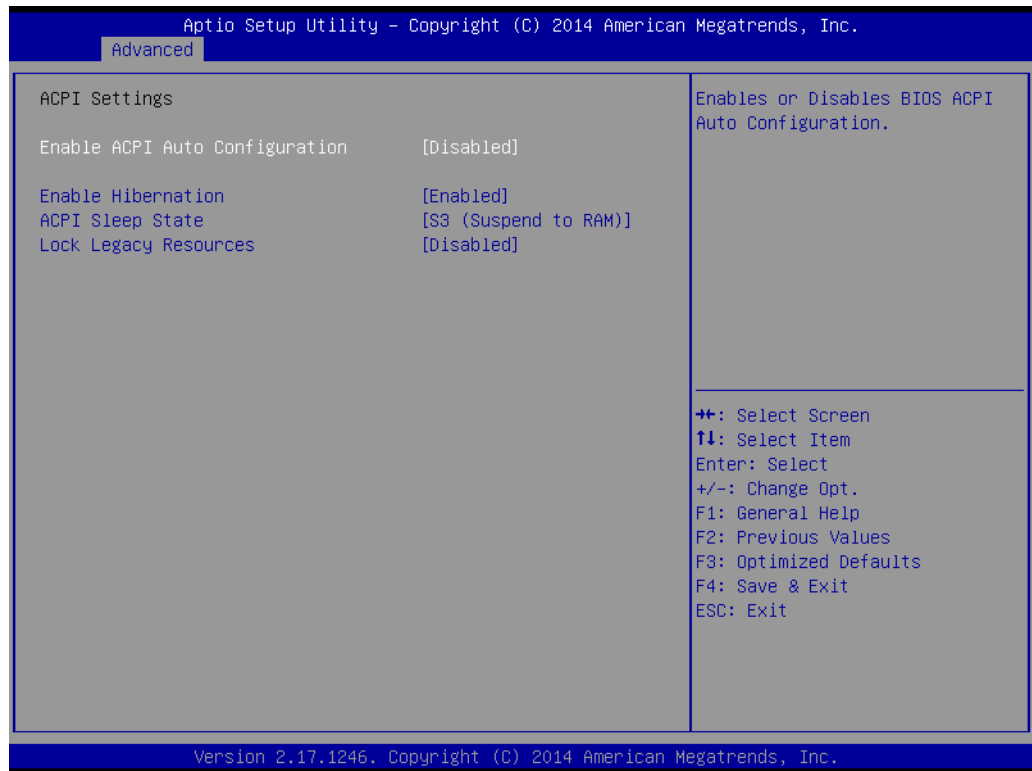 Aptio Setup Utility – Copyright (C) 2014 American Megatrends, Inc.
Advanced
ACPI Settings
Enable ACPI Auto Configuration [Disabled]
Enable Hibernation [Enabled]
ACPI Sleep State [S3 (Suspend to RAM)]
Lock Legacy Resources [Disabled]
Enables or Disables BIOS ACPI
Auto Configuration.
→←: Select Screen
↑↓: Select Item
Enter: Select
+/-: Change Opt.
F1: General Help
F2: Previous Values
F3: Optimized Defaults
F4: Save & Exit
ESC: Exit
Version 2.17.1246. Copyright (C) 2014 American Megatrends, Inc.